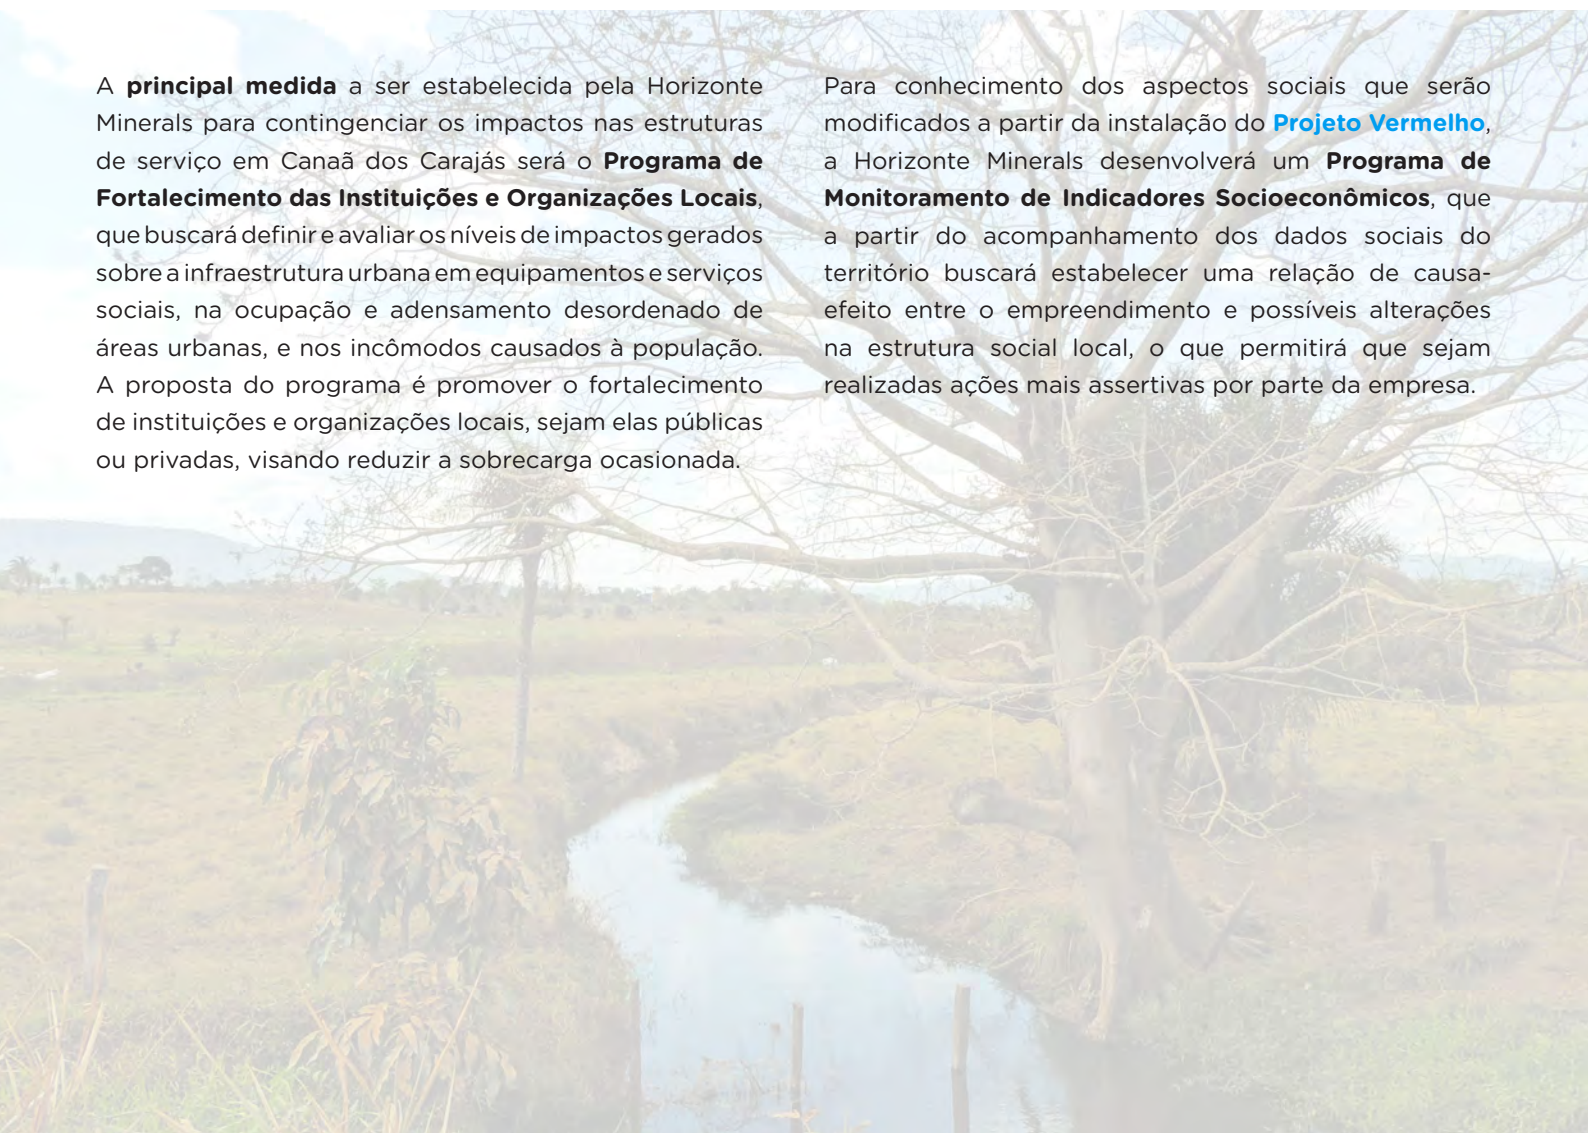 A principal medida a ser estabelecida pela Horizonte
Minerals para contingenciar os impactos nas estruturas
de serviço em Canaã dos Carajás será o Programa de
Fortalecimento das Instituições e Organizações Locais,
que buscará definir e avaliar os níveis de impactos gerados
sobre a infraestrutura urbana em equipamentos e serviços
sociais, na ocupação e adensamento desordenado de
áreas urbanas, e nos incômodos causados à população.
A proposta do programa é promover o fortalecimento
de instituições e organizações locais, sejam elas públicas
ou privadas, visando reduzir a sobrecarga ocasionada.
Para conhecimento dos aspectos sociais que serão
modificados a partir da instalação do Projeto Vermelho,
a Horizonte Minerals desenvolverá um Programa de
Monitoramento de Indicadores Socioeconômicos, que
a partir do acompanhamento dos dados sociais do
território buscará estabelecer uma relação de causa-
efeito entre o empreendimento e possíveis alterações
na estrutura social local, o que permitirá que sejam
realizadas ações mais assertivas por parte da empresa.